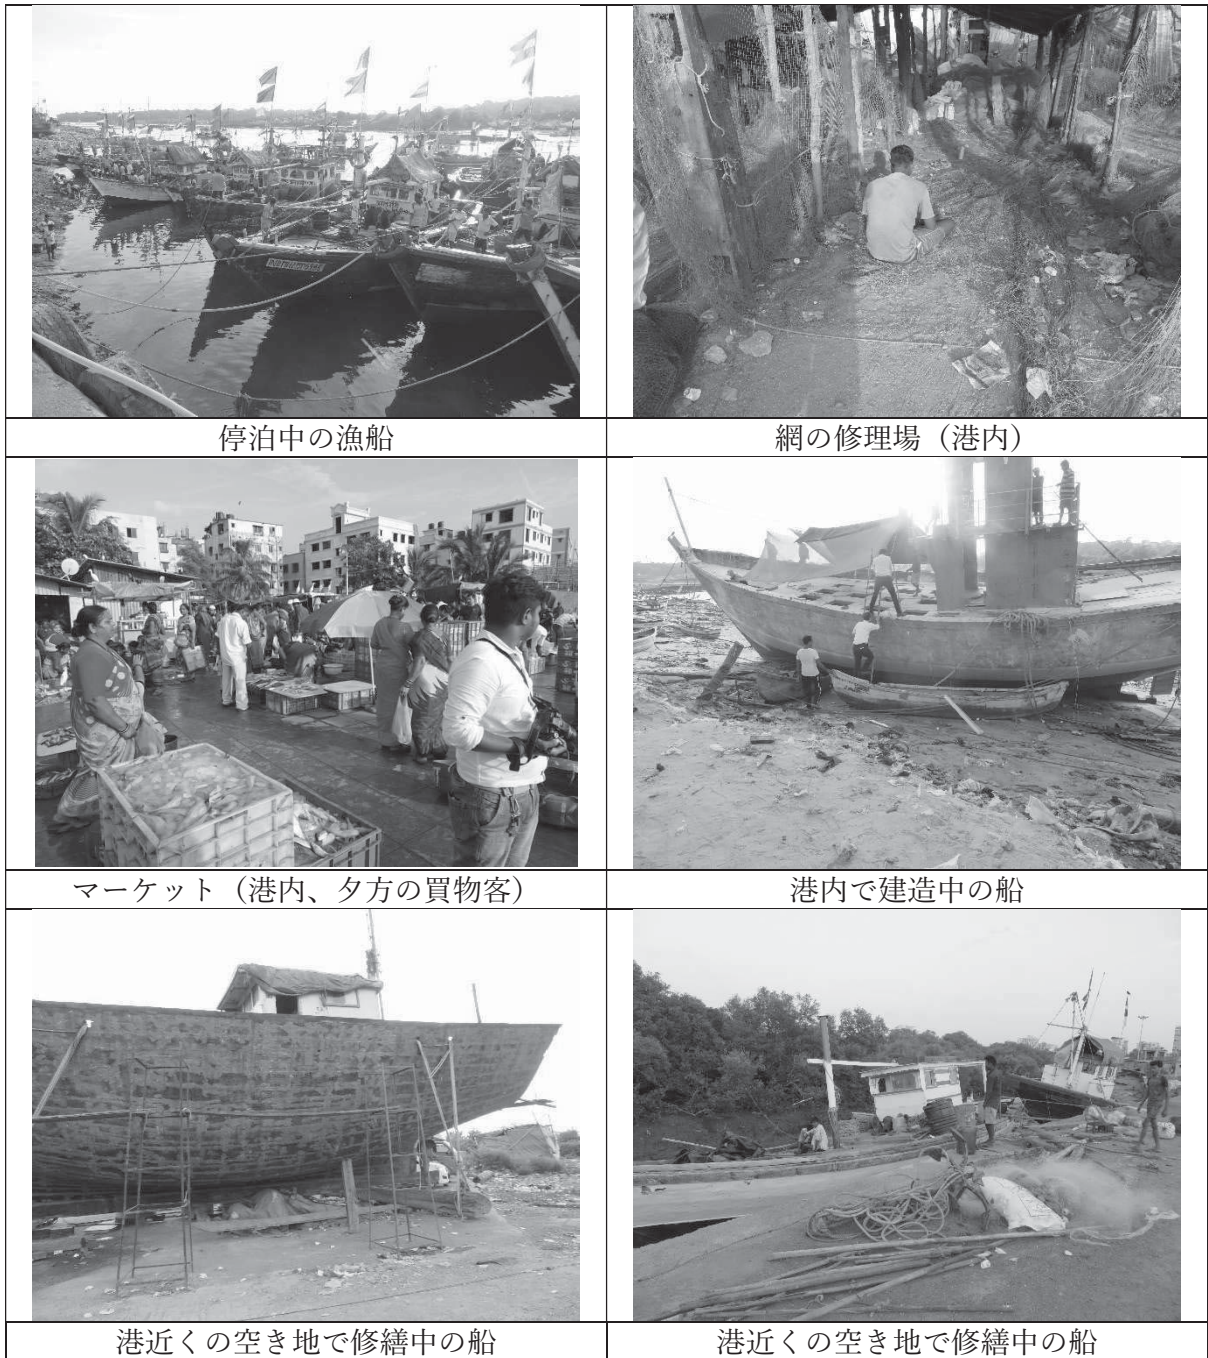 停泊中の漁船
網の修理場（港内）
マーケット（港内、夕方の買物客）
港内で建造中の船
港近くの空き地で修繕中の船
港近くの空き地で修繕中の船